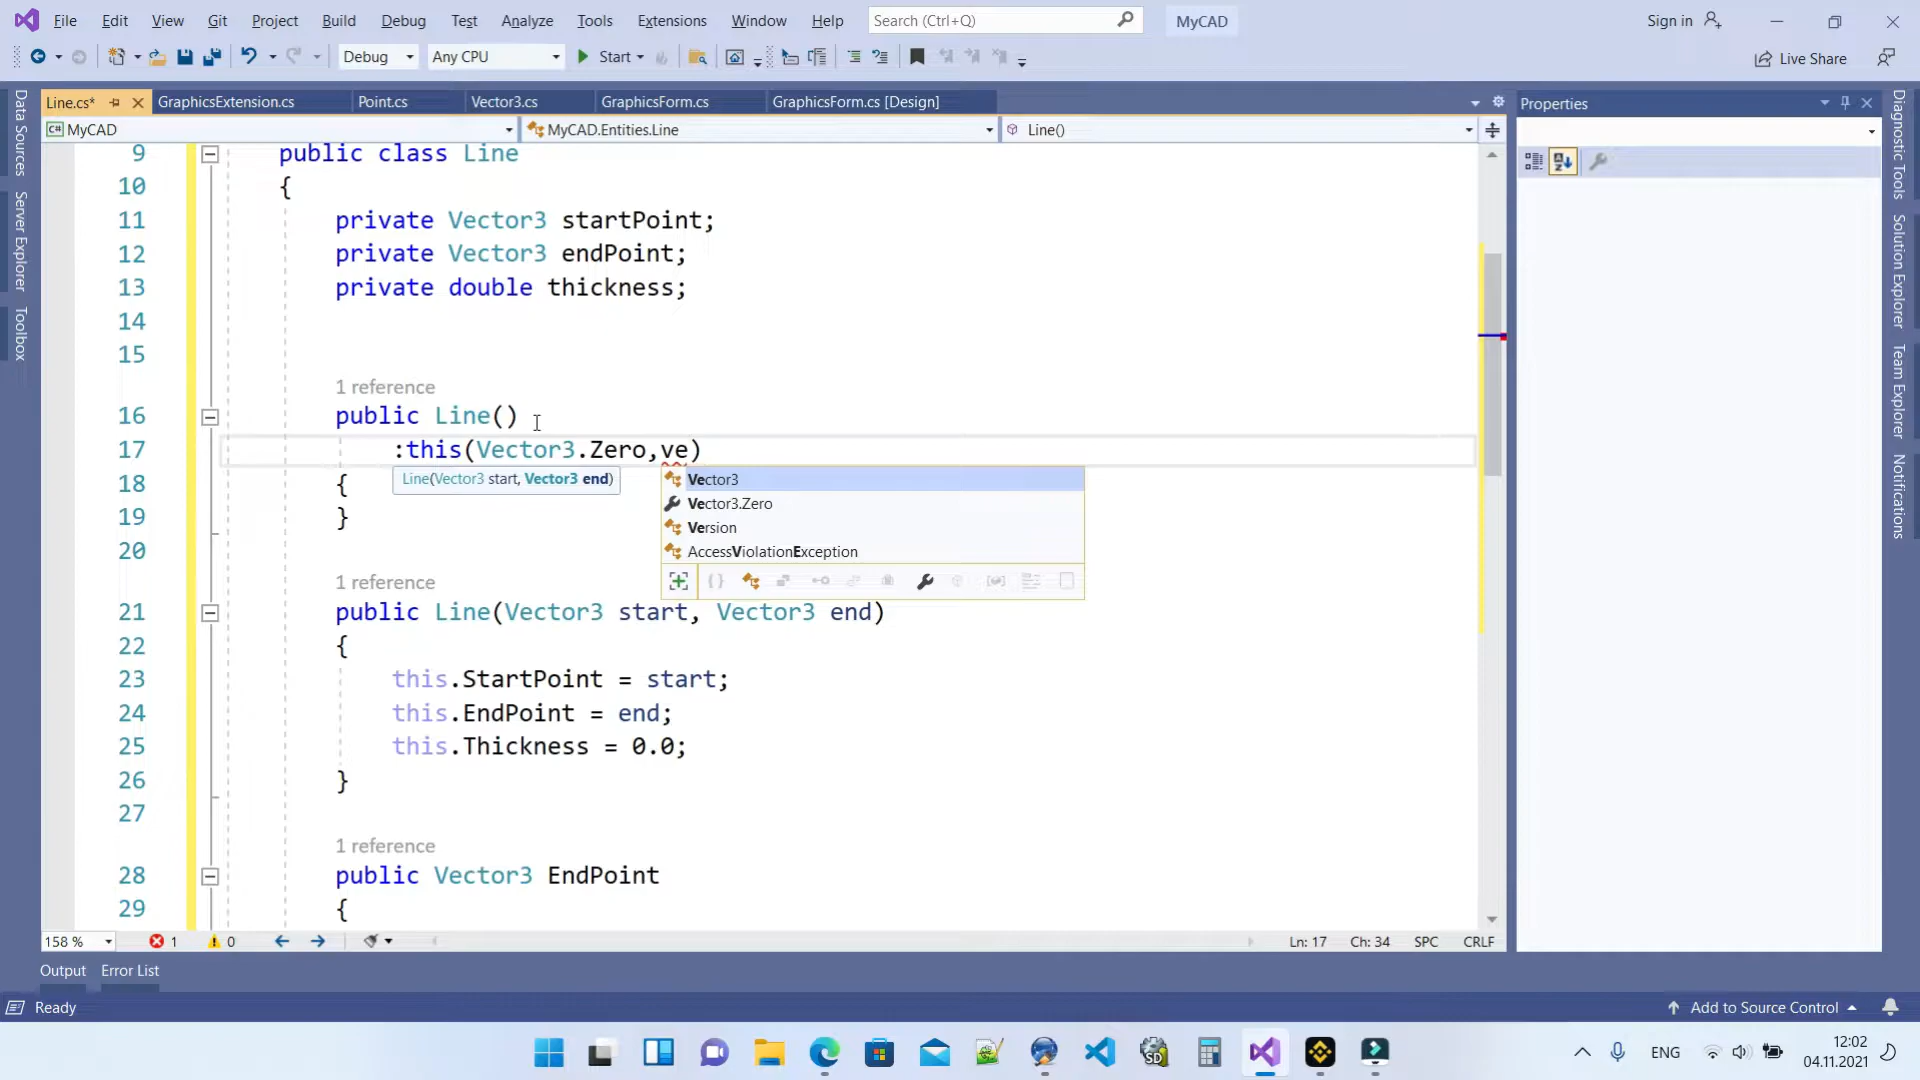 File Edit View Git Project Build Debug Test Analyze Tools Extensions Window Help Search (Ctrl+Q) MyCAD Sign in
Debug Any CPU Start Live Share
Line.cs* GraphicsExtension.cs Point.cs Vector3.cs GraphicsForm.cs GraphicsForm.cs [Design] Properties
MyCAD MyCAD.Entities.Line Line()
Data Sources
Server Explorer
Toolbox
9 public class Line
10 {
11 private Vector3 startPoint;
12 private Vector3 endPoint;
13 private double thickness;
14
15
1 reference
16 public Line()
17 :this(Vector3.Zero,ve)
Line(Vector3 start, Vector3 end)
Vector3
Vector3.Zero
Version
AccessViolationException
18 {
19 }
20
1 reference
21 public Line(Vector3 start, Vector3 end)
22 {
23 this.StartPoint = start;
24 this.EndPoint = end;
25 this.Thickness = 0.0;
26 }
27
1 reference
28 public Vector3 EndPoint
29 {
Diagnostic Tools
Solution Explorer
Team Explorer
Notifications
158 % 1 0 Ln: 17 Ch: 34 SPC CRLF
Output Error List
Ready Add to Source Control
ENG 12:02
04.11.2021